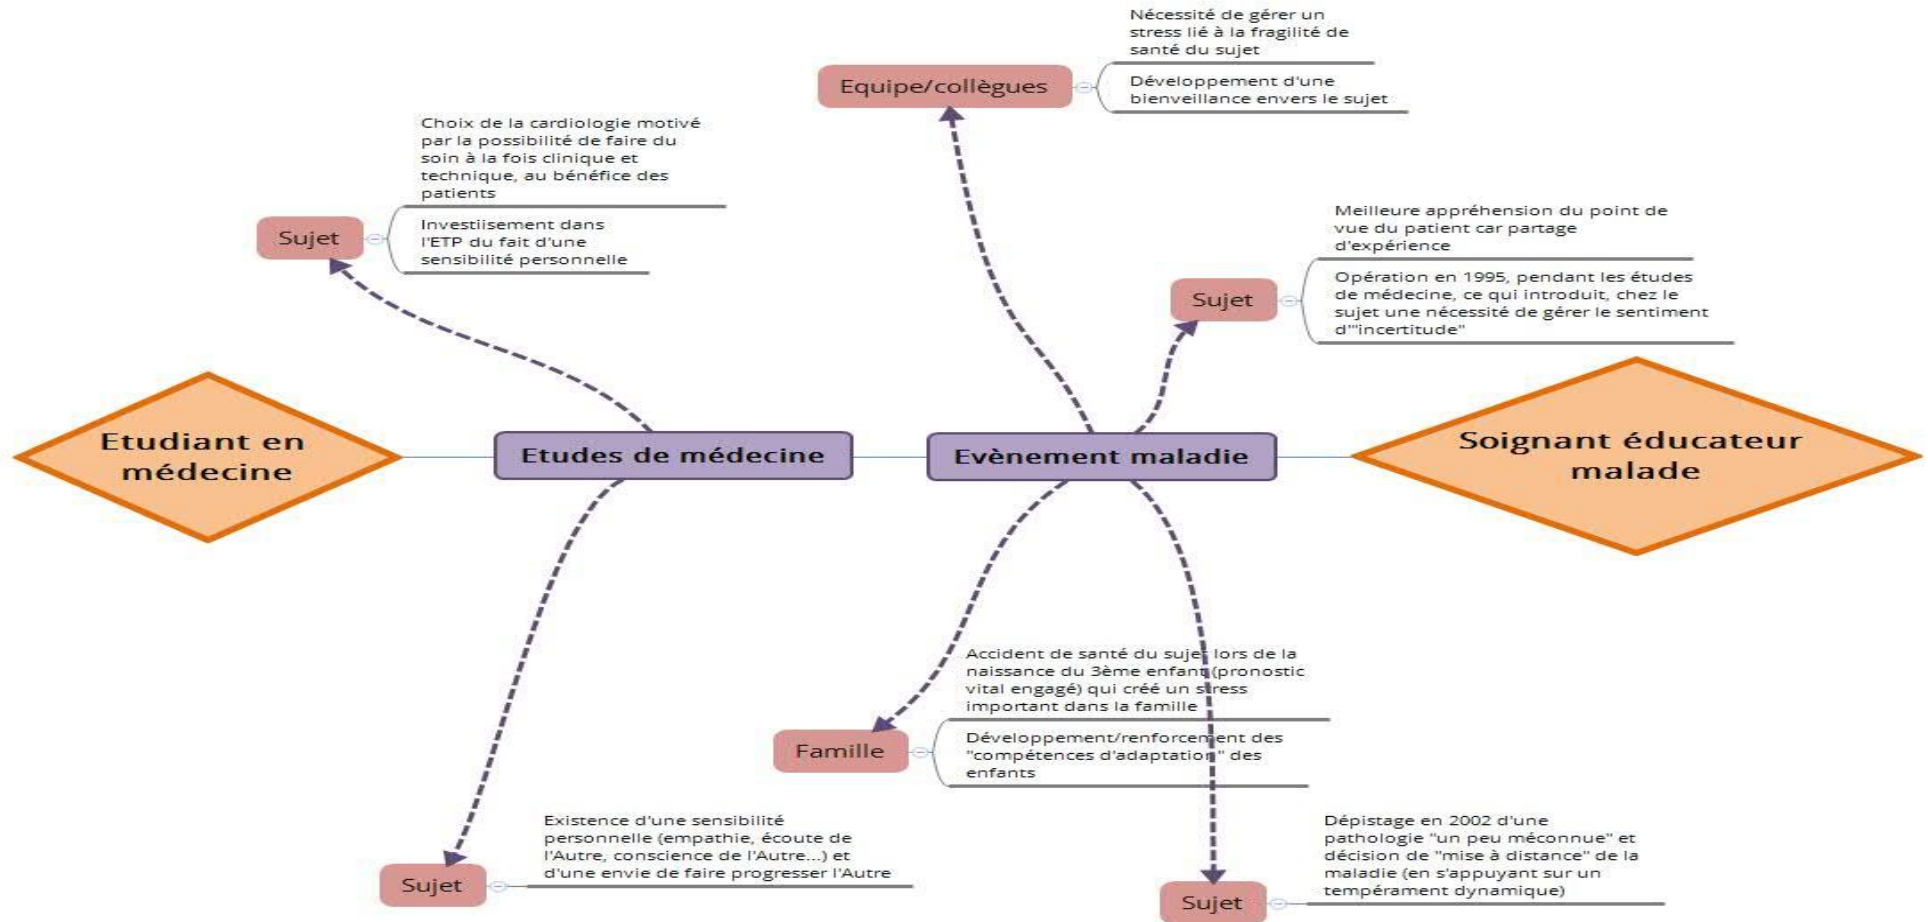 Nécessité de gérer un
stress lié à la fragilité de
santé du sujet
Equipe/collègues
Développement d'une
bienveillance envers le sujet
Choix de la cardiologie motivé
par la possibilité de faire du
soin à la fois clinique et
technique, au bénéfice des
patients
Sujet
Investiisement dans
l'ETP du fait d'une
sensibilité personnelle
Meilleure appréhension du point de
vue du patient car partage
d'expérience
Sujet
Opération en 1995, pendant les études
de médecine, ce qui introduit, chez le
sujet une nécessité de gérer le sentiment
d'"incertitude"
Etudiant en
médecine
Etudes de médecine
Evènement maladie
Soignant éducateur
malade
Accident de santé du sujet lors de la
naissance du 3ème enfant (pronostic
vital engagé) qui créé un stress
important dans la famille
Famille
Développement/renforcement des
"compétences d'adaptation" des
enfants
Existence d'une sensibilité
personnelle (empathie, écoute de
l'Autre, conscience de l'Autre...) et
d'une envie de faire progresser l'Autre
Sujet
Dépistage en 2002 d'une
pathologie "un peu méconnue" et
décision de "mise à distance" de la
maladie (en s'appuyant sur un
tempérament dynamique)
Sujet